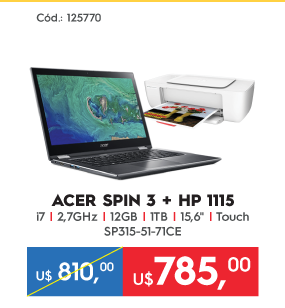 Cód.: 125770
acer
ACER SPIN 3 + HP 1115
i7 | 2,7GHz | 12GB | 1TB | 15,6" | Touch
SP315-51-71CE
U$ 810,00
U$ 785,00